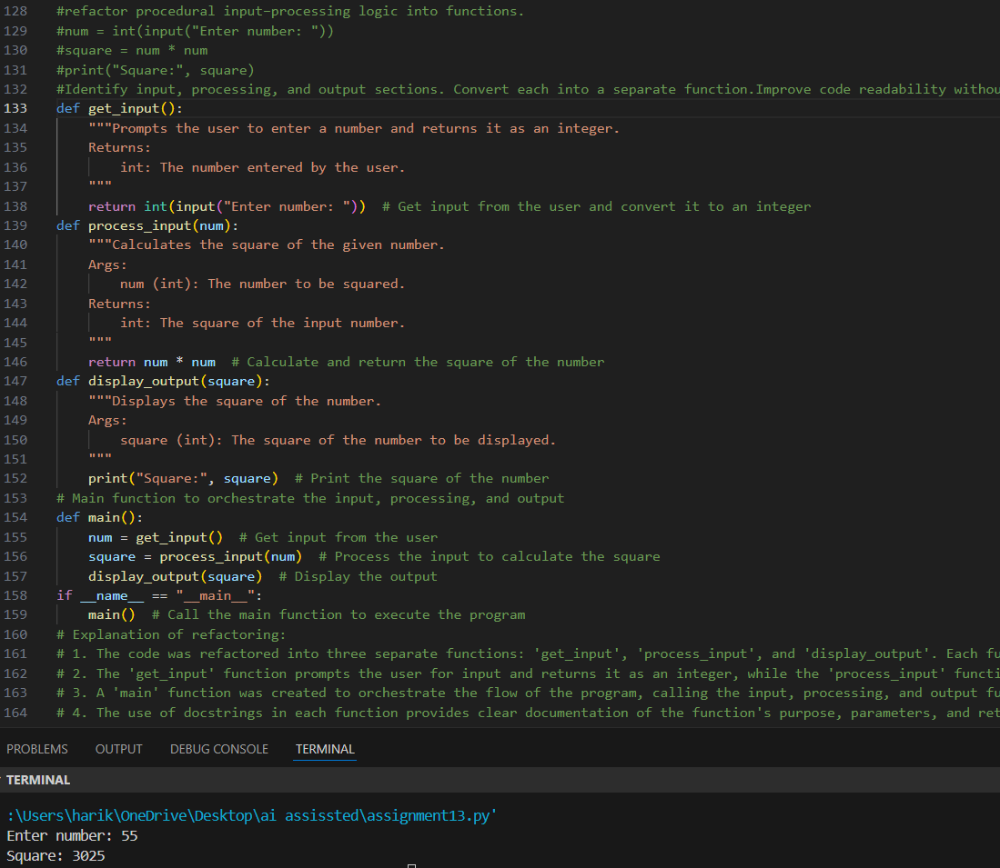 128 #refactor procedural input-processing logic into functions.
129 #num = int(input("Enter number: "))
130 #square = num * num
131 #print("Square:", square)
132 #Identify input, processing, and output sections. Convert each into a separate function.Improve code readability withou
133 def get_input():
134     """Prompts the user to enter a number and returns it as an integer.
135     Returns:
136         int: The number entered by the user.
137     """
138     return int(input("Enter number: "))  # Get input from the user and convert it to an integer
139 def process_input(num):
140     """Calculates the square of the given number.
141     Args:
142         num (int): The number to be squared.
143     Returns:
144         int: The square of the input number.
145     """
146     return num * num  # Calculate and return the square of the number
147 def display_output(square):
148     """Displays the square of the number.
149     Args:
150         square (int): The square of the number to be displayed.
151     """
152     print("Square:", square)  # Print the square of the number
153 # Main function to orchestrate the input, processing, and output
154 def main():
155     num = get_input()  # Get input from the user
156     square = process_input(num)  # Process the input to calculate the square
157     display_output(square)  # Display the output
158 if __name__ == "__main__":
159     main()  # Call the main function to execute the program
160 # Explanation of refactoring:
161 # 1. The code was refactored into three separate functions: 'get_input', 'process_input', and 'display_output'. Each fu
162 # 2. The 'get_input' function prompts the user for input and returns it as an integer, while the 'process_input' functi
163 # 3. A 'main' function was created to orchestrate the flow of the program, calling the input, processing, and output fu
164 # 4. The use of docstrings in each function provides clear documentation of the function's purpose, parameters, and ret
PROBLEMS OUTPUT DEBUG CONSOLE TERMINAL
TERMINAL
:\Users\harik\OneDrive\Desktop\ai assissted\assignment13.py'
Enter number: 55
Square: 3025